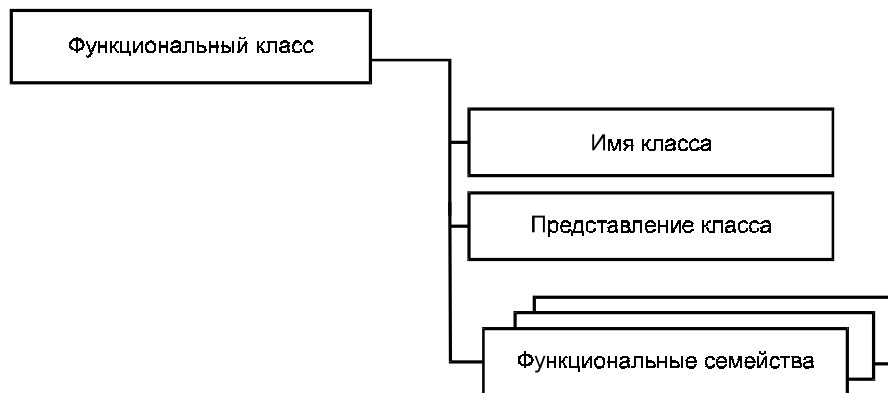 Функциональный класс
Имя класса
Представление класса
Функциональные семейства